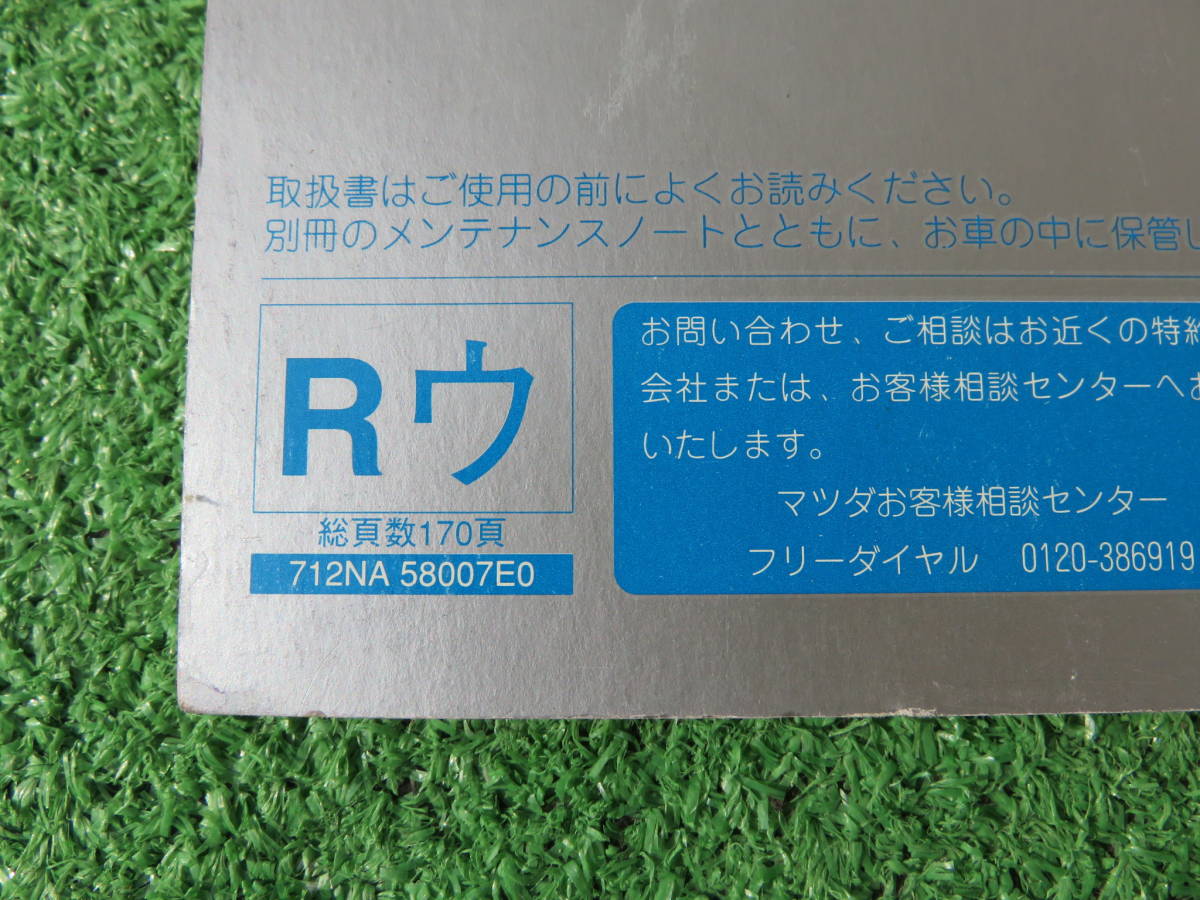 取扱書はご使用の前によくお読みください。
別冊のメンテナンスノートとともに、お車の中に保管し
Rウ
総頁数170頁
712NA 58007E0
お問い合わせ、ご相談はお近くの特約
会社または、お客様相談センターへお
いたします。
マツダお客様相談センター
フリーダイヤル 0120-386919